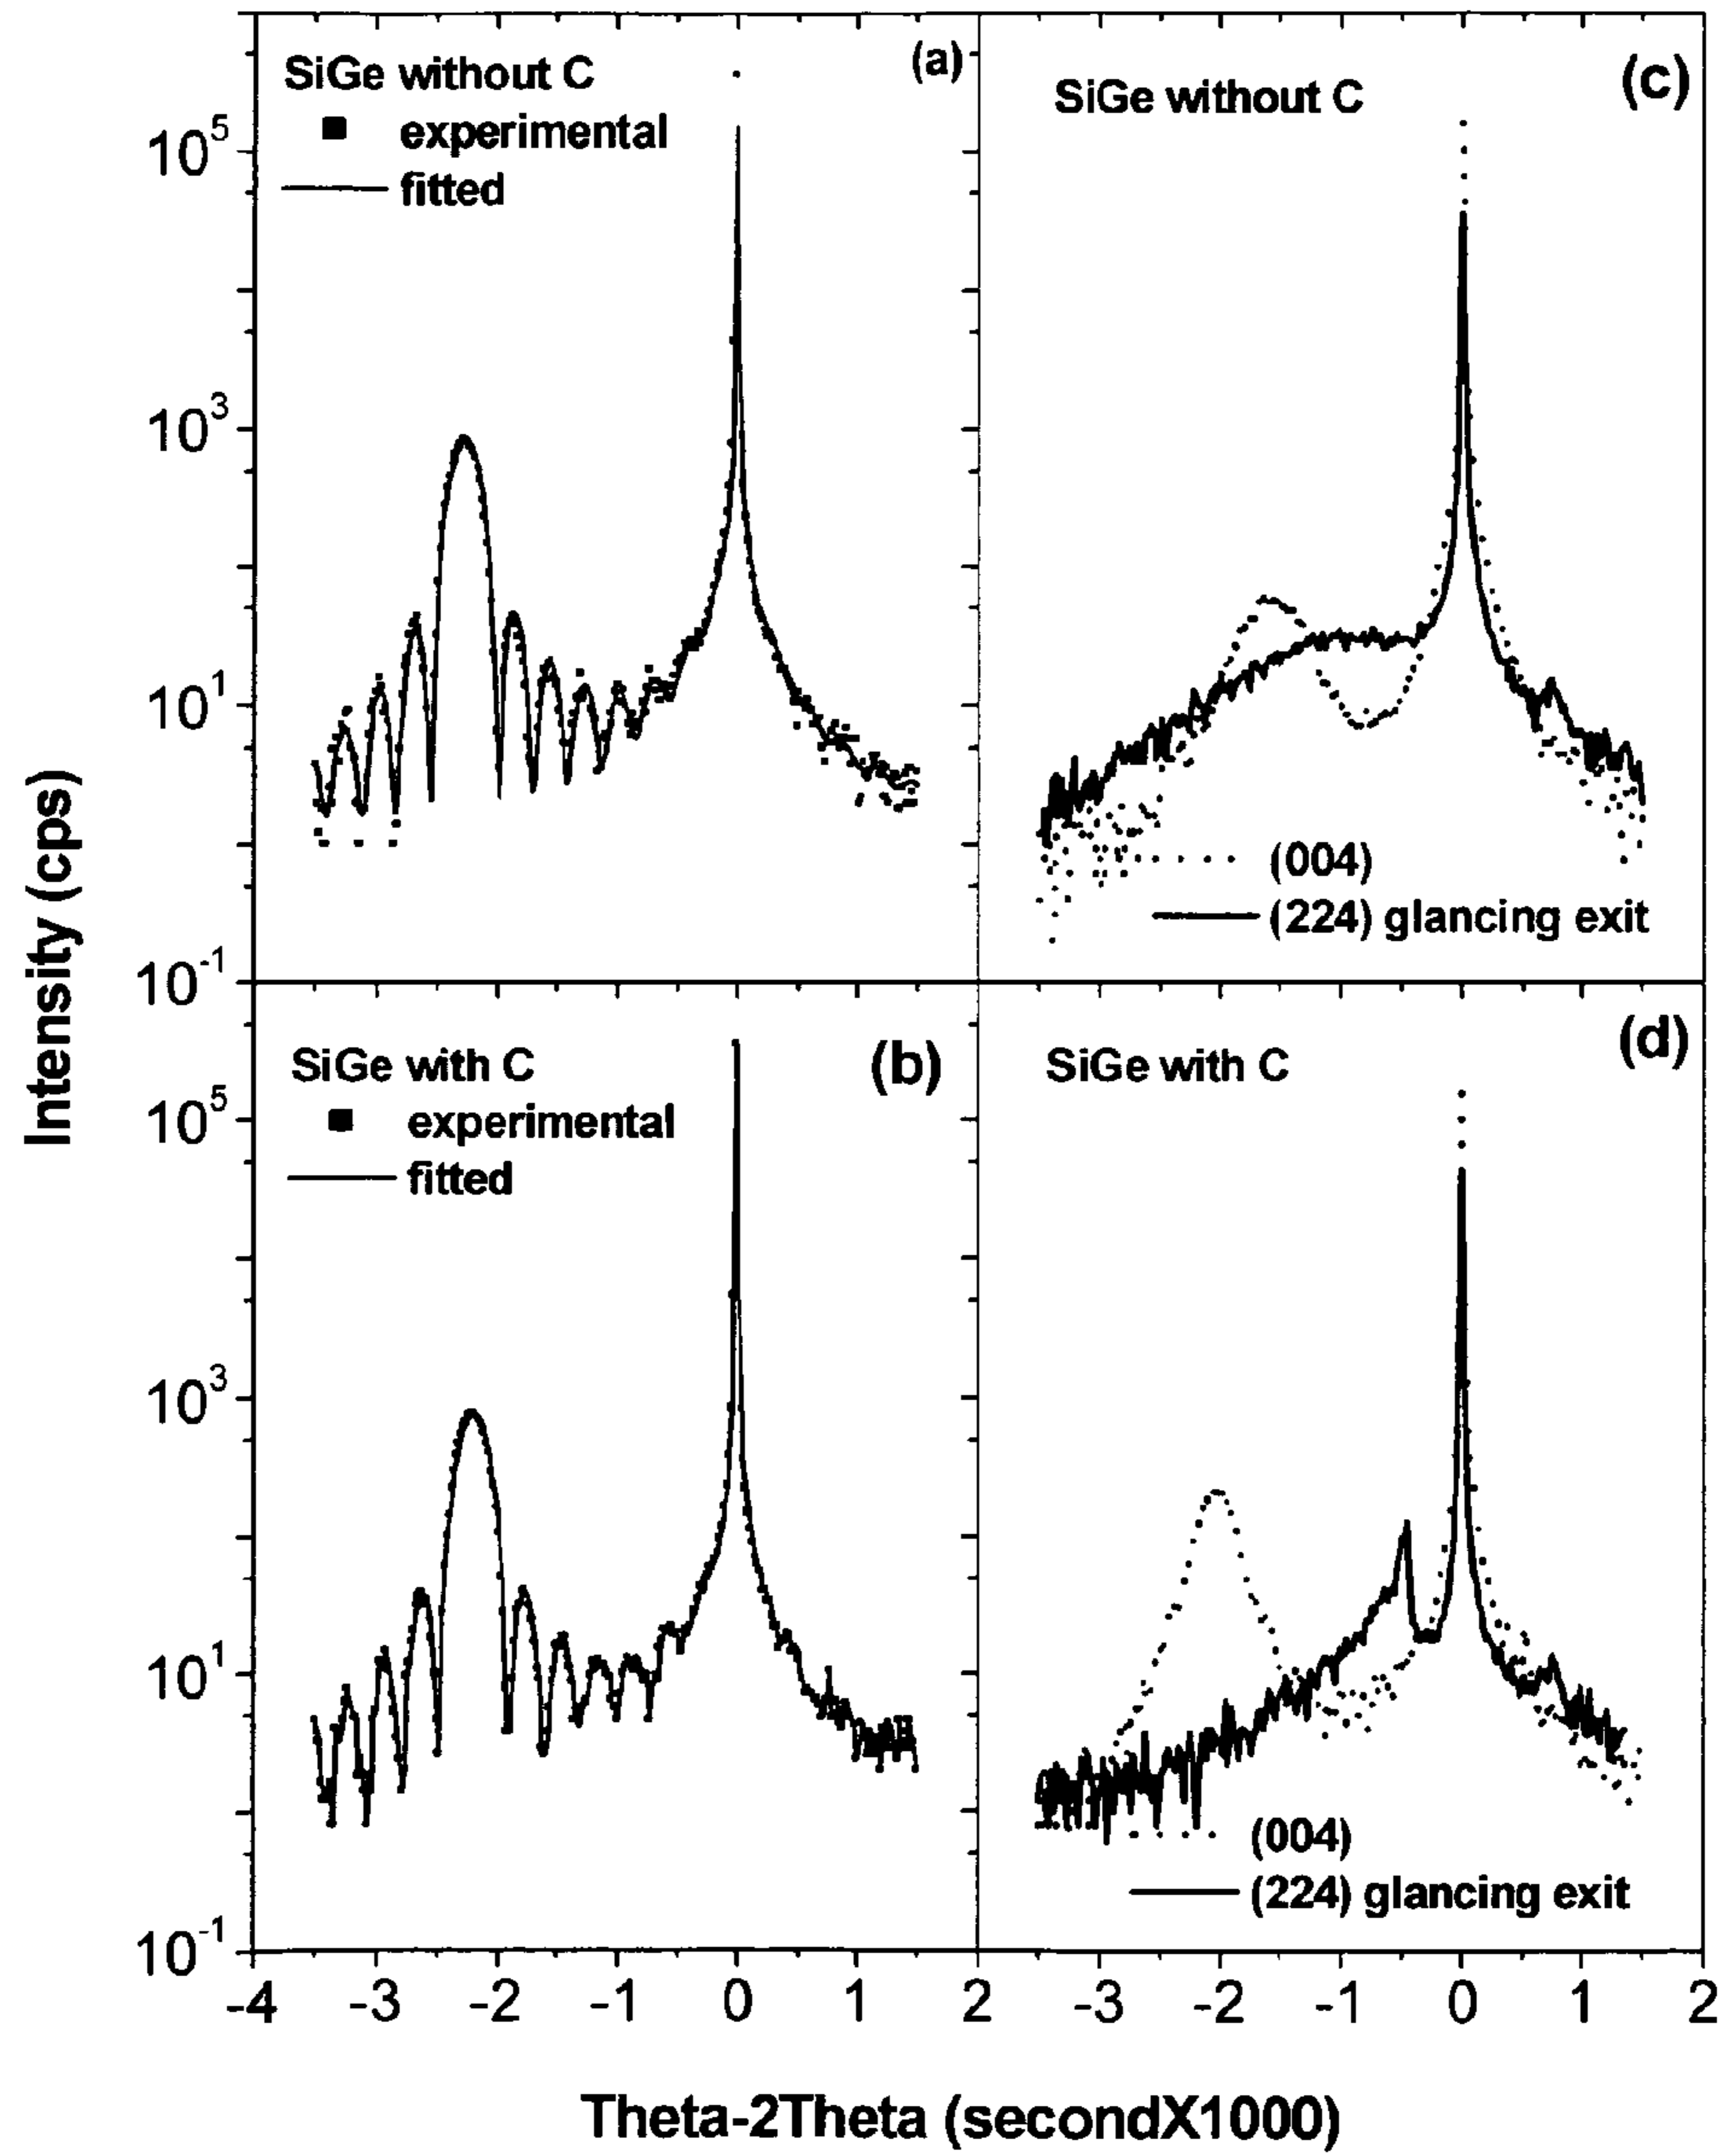 SiGe without C
(a)
experimental
fitted
SiGe without C
(c)
10^5
10^3
10^1
10^-1
(004)
(224) glancing exit
SiGe with C
(b)
experimental
fitted
SiGe with C
(d)
10^5
10^3
10^1
10^-1
(004)
(224) glancing exit
Intensity (cps)
-4 -3 -2 -1 0 1 2 -3 -2 -1 0 1 2
Theta-2Theta (secondX1000)